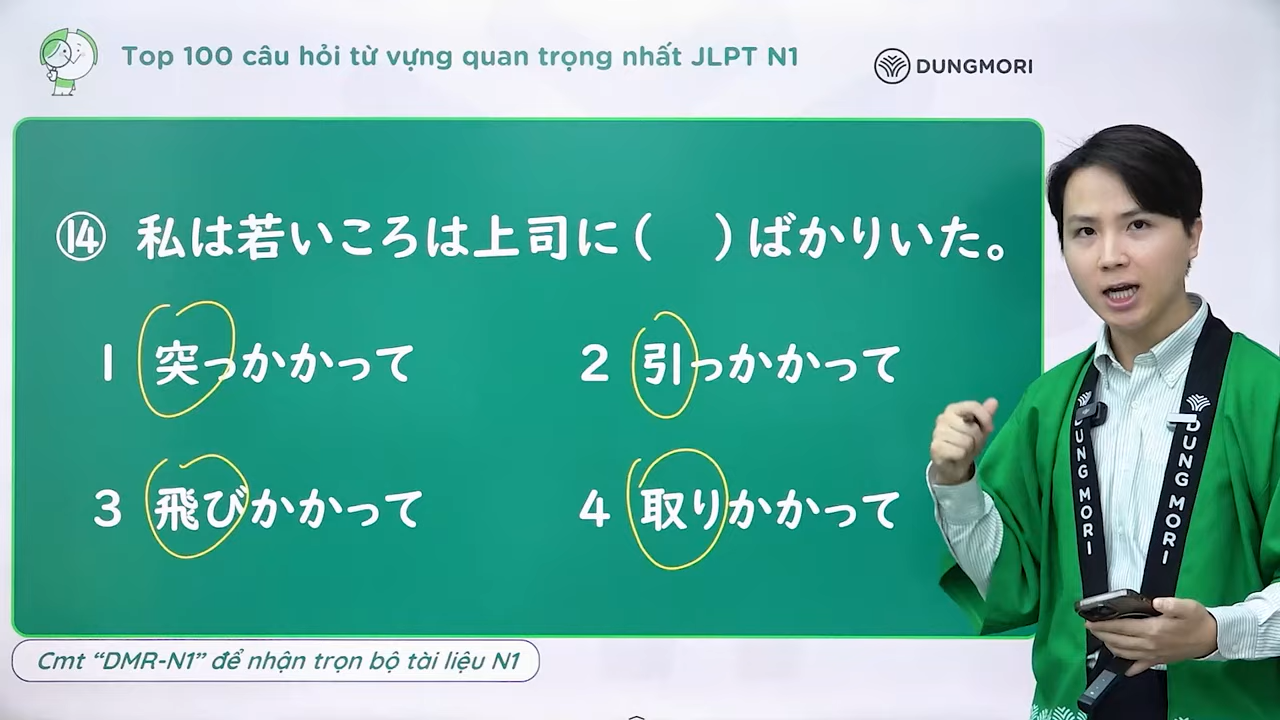 Top 100 câu hỏi từ vựng quan trọng nhất JLPT N1
DUNGMORI
⑭ 私は若いころは上司に（　）ばかりいた。
1 突っかかって
2 引っかかって
3 飛びかかって
4 取りかかって
Cmt “DMR-N1” để nhận trọn bộ tài liệu N1
DUNG MORI
DUNG MORI